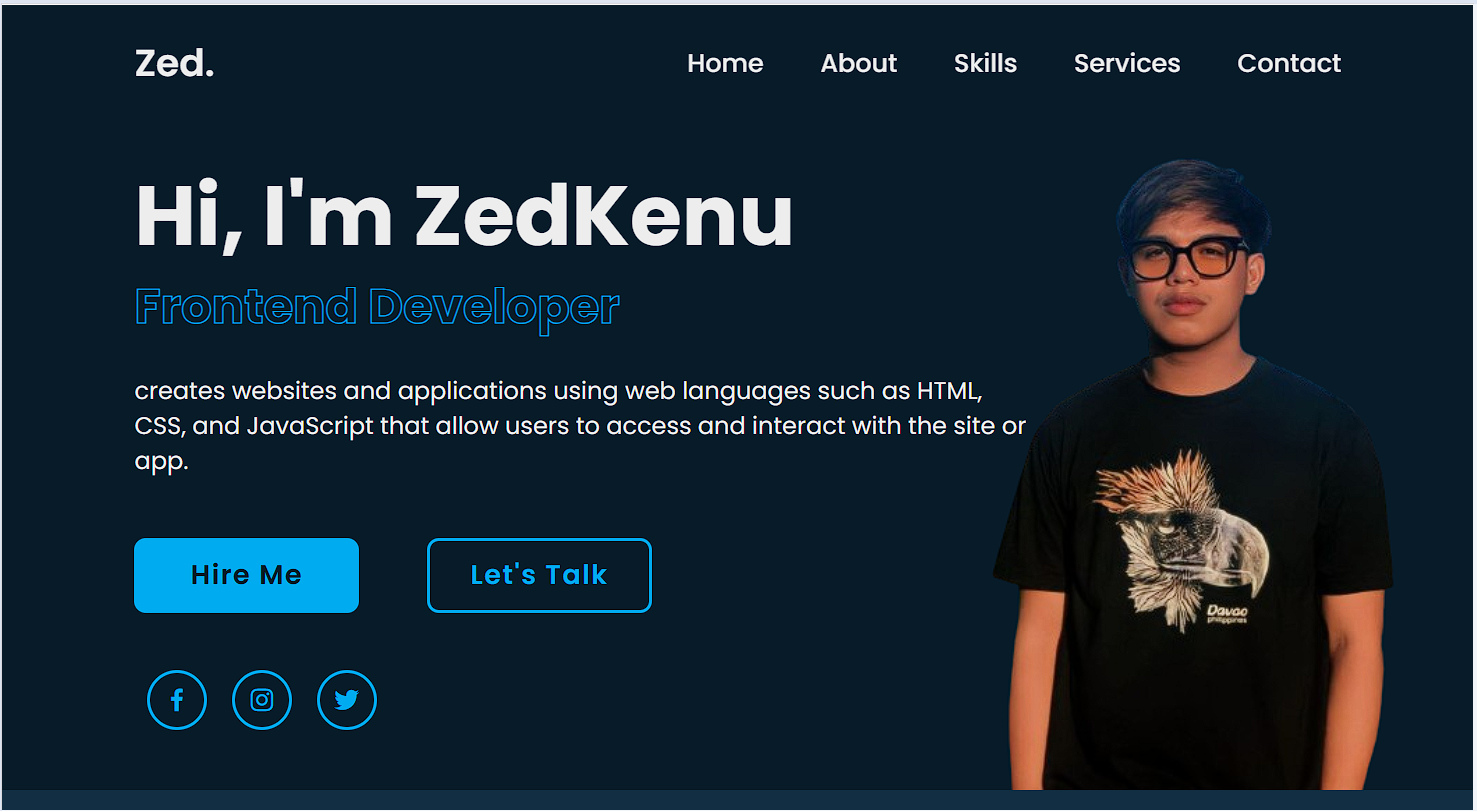 Zed.
Home About Skills Services Contact
Hi, I'm ZedKenu
Frontend Developer
creates websites and applications using web languages such as HTML,
CSS, and JavaScript that allow users to access and interact with the site or
app.
Hire Me
Let's Talk
Davao
philippines